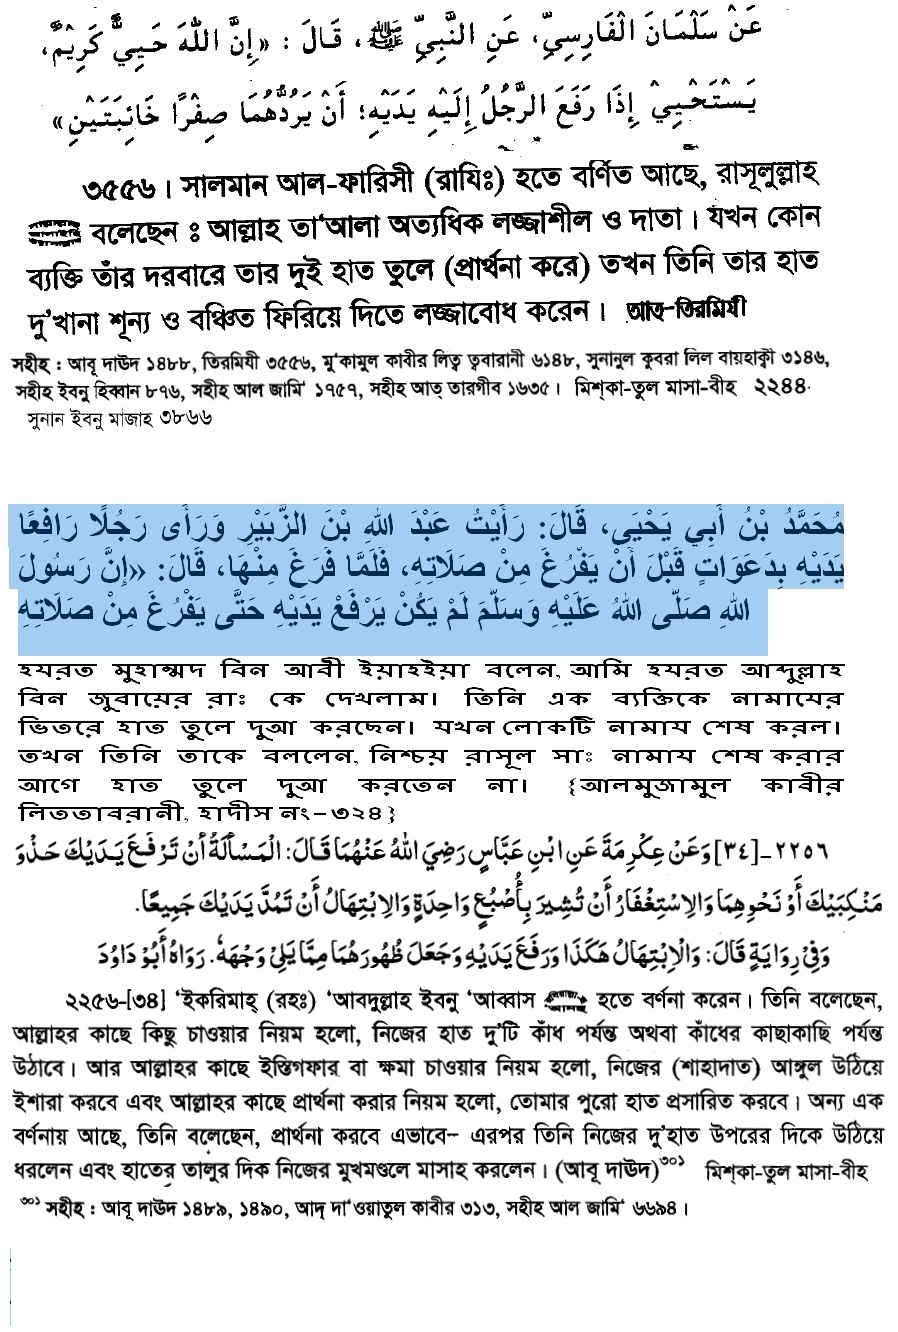 عَنْ سَلْمَانَ الْفَارِسِيِّ، عَنِ النَّبِيِّ ﷺ، قَالَ : «إِنَّ اللَّهَ حَيِيٌّ كَرِيْمٌ،
يَسْتَحْيِيْ إِذَا رَفَعَ الرَّجُلُ إِلَيْهِ يَدَيْهِ؛ أَنْ يَرُدَّهُمَا صِفْرًا خَائِبَتَيْنِ»
৩৫৫৬। সালমান আল-ফারিসী (রাযিঃ) হতে বর্ণিত আছে, রাসূলুল্লাহ
বলেছেন ঃ আল্লাহ তা'আলা অত্যধিক লজ্জাশীল ও দাতা। যখন কোন
ব্যক্তি তাঁর দরবারে তার দুই হাত তুলে (প্রার্থনা করে) তখন তিনি তার হাত
দু'খানা শূন্য ও বঞ্চিত ফিরিয়ে দিতে লজ্জাবোধ করেন। আত-তিরমিযী
সহীহ : আবূ দাউদ ১৪৮৮, তিরমিযী ৩৫৫৬, মু'কামুল কাবীর লিত্ব ত্ববারানী ৬১৪৮, সুনানুল কুবরা লিল বায়হাক্বী ৩১৪৬,
সহীহ ইবনু হিব্বান ৮৭৬, সহীহ আল জামি' ১৭৫৭, সহীহ আত্ তারগীব ১৬৩৫। মিশ্কা-তুল মাসা-বীহ ২২৪৪
সুনান ইবনু মাজাহ ৩৮৬৬
مُحَمَّدُ بْنُ أَبِي يَحْيَى، قَالَ: رَأَيْتُ عَبْدَ اللهِ بْنَ الزُّبَيْرِ وَرَأَى رَجُلًا رَافِعًا
يَدَيْهِ بِدَعَوَاتٍ قَبْلَ أَنْ يَفْرُغَ مِنْ صَلَاتِهِ، فَلَمَّا فَرَغَ مِنْهَا، قَالَ: «إِنَّ رَسُولَ
اللهِ صَلَّى اللهُ عَلَيْهِ وَسَلَّمَ لَمْ يَكُنْ يَرْفَعُ يَدَيْهِ حَتَّى يَفْرُغَ مِنْ صَلَاتِهِ
হযরত মুহাম্মদ বিন আবী ইয়াহইয়া বলেন, আমি হযরত আব্দুল্লাহ
বিন জুবায়ের রাঃ কে দেখলাম। তিনি এক ব্যক্তিকে নামাযের
ভিতরে হাত তুলে দুআ করছেন। যখন লোকটি নামায শেষ করল।
তখন তিনি তাকে বললেন, নিশ্চয় রাসূল সাঃ নামায শেষ করার
আগে হাত তুলে দুআ করতেন না। {আলমুজামুল কাবীর
লিততাবরানী, হাদীস নং-৩২৪}
٢٢٥٦-[٣٤] وَعَنْ عِكْرِمَةَ عَنِ ابْنِ عَبَّاسٍ رَضِيَ اللهُ عَنْهُمَا قَالَ: الْمَسْأَلَةُ أَنْ تَرْفَعَ يَدَيْكَ حَذْوَ
مَنْكِبَيْكَ أَوْ نَحْوِهِمَا وَالِاسْتِغْفَارُ أَنْ تُشِيرَ بِأُصْبُعٍ وَاحِدَةٍ وَالِابْتِهَالُ أَنْ تَمُدَّ يَدَيْكَ جَمِيعًا.
وَفِيْ رِوَايَةٍ قَالَ: وَالِابْتِهَالُ هٰكَذَا وَرَفَعَ يَدَيْهِ وَجَعَلَ ظُهُورَهُمَا مِمَّا يَلِيْ وَجْهَهٗ. رَوَاهُ أَبُوْ دَاوُدَ
২২৫৬-[৩৪] 'ইকরিমাহ্ (রহঃ) 'আবদুল্লাহ ইবনু 'আব্বাস হতে বর্ণনা করেন। তিনি বলেছেন,
আল্লাহর কাছে কিছু চাওয়ার নিয়ম হলো, নিজের হাত দু'টি কাঁধ পর্যন্ত অথবা কাঁধের কাছাকাছি পর্যন্ত
উঠাবে। আর আল্লাহর কাছে ইস্তিগফার বা ক্ষমা চাওয়ার নিয়ম হলো, নিজের (শাহাদাত) আঙ্গুল উঠিয়ে
ইশারা করবে এবং আল্লাহর কাছে প্রার্থনা করার নিয়ম হলো, তোমার পুরো হাত প্রসারিত করবে। অন্য এক
বর্ণনায় আছে, তিনি বলেছেন, প্রার্থনা করবে এভাবে– এরপর তিনি নিজের দু'হাত উপরের দিকে উঠিয়ে
ধরলেন এবং হাতের তালুর দিক নিজের মুখমণ্ডলে মাসাহ করলেন। (আবূ দাউদ)৩০১ মিশ্কা-তুল মাসা-বীহ
৩০১ সহীহ : আবূ দাউদ ১৪৮৯, ১৪৯০, আদ্ দা'ওয়াতুল কাবীর ৩১৩, সহীহ আল জামি' ৬৬৯৪।